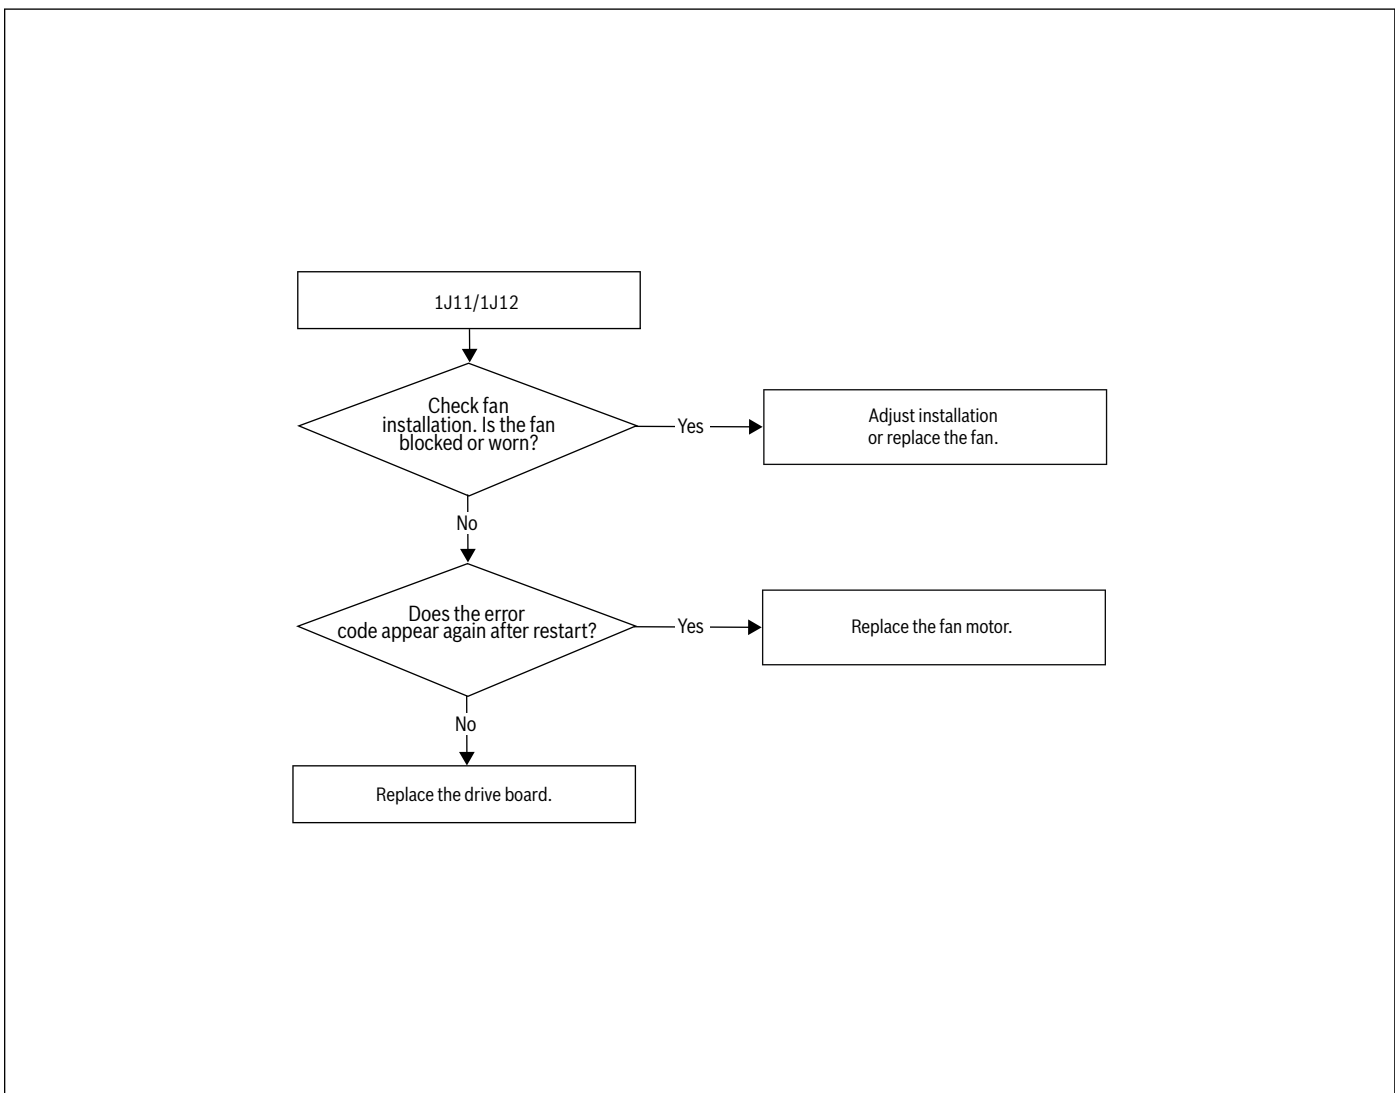 1J11/1J12
Check fan
installation. Is the fan
blocked or worn?
Yes
Adjust installation
or replace the fan.
No
Does the error
code appear again after restart?
Yes
Replace the fan motor.
No
Replace the drive board.